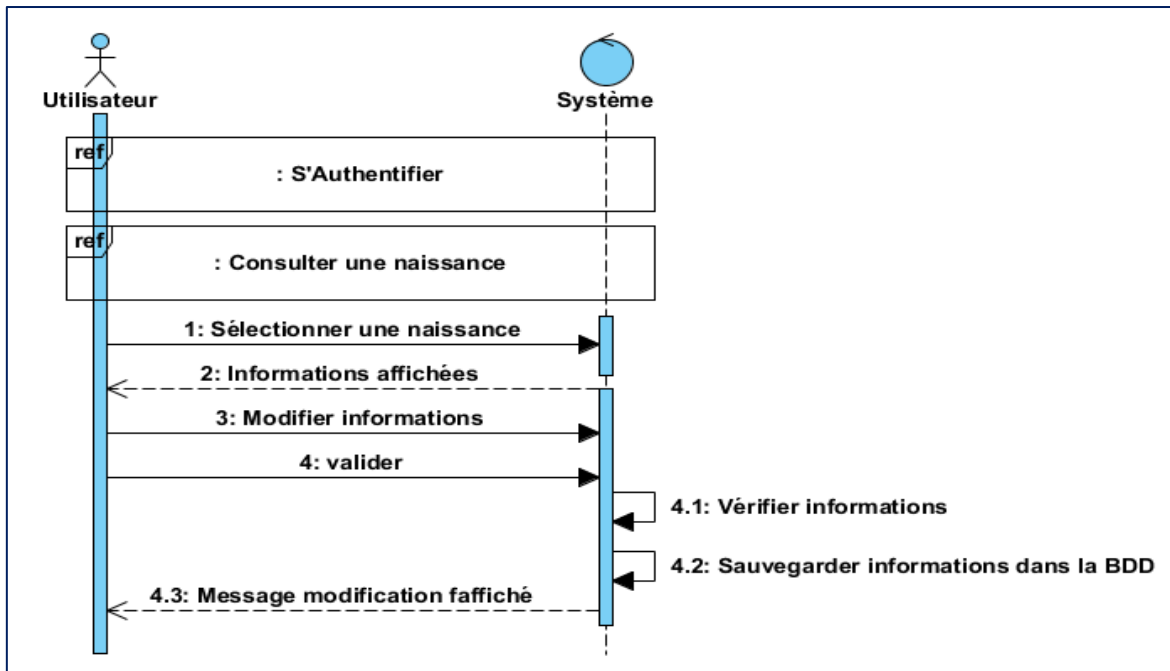 Utilisateur
Système
ref
: S'Authentifier
ref
: Consulter une naissance
1: Sélectionner une naissance
2: Informations affichées
3: Modifier informations
4: valider
4.1: Vérifier informations
4.2: Sauvegarder informations dans la BDD
4.3: Message modification faffiché